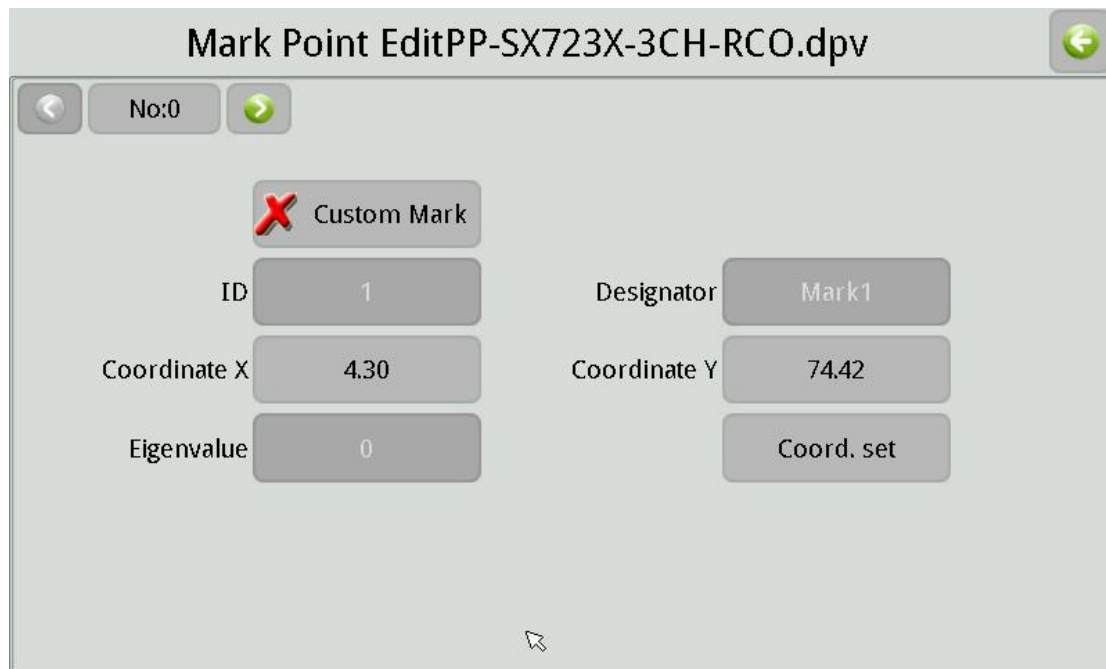 Mark Point EditPP-SX723X-3CH-RCO.dpv
No:0
Custom Mark
ID 1 Designator Mark1
Coordinate X 4.30 Coordinate Y 74.42
Eigenvalue 0 Coord. set